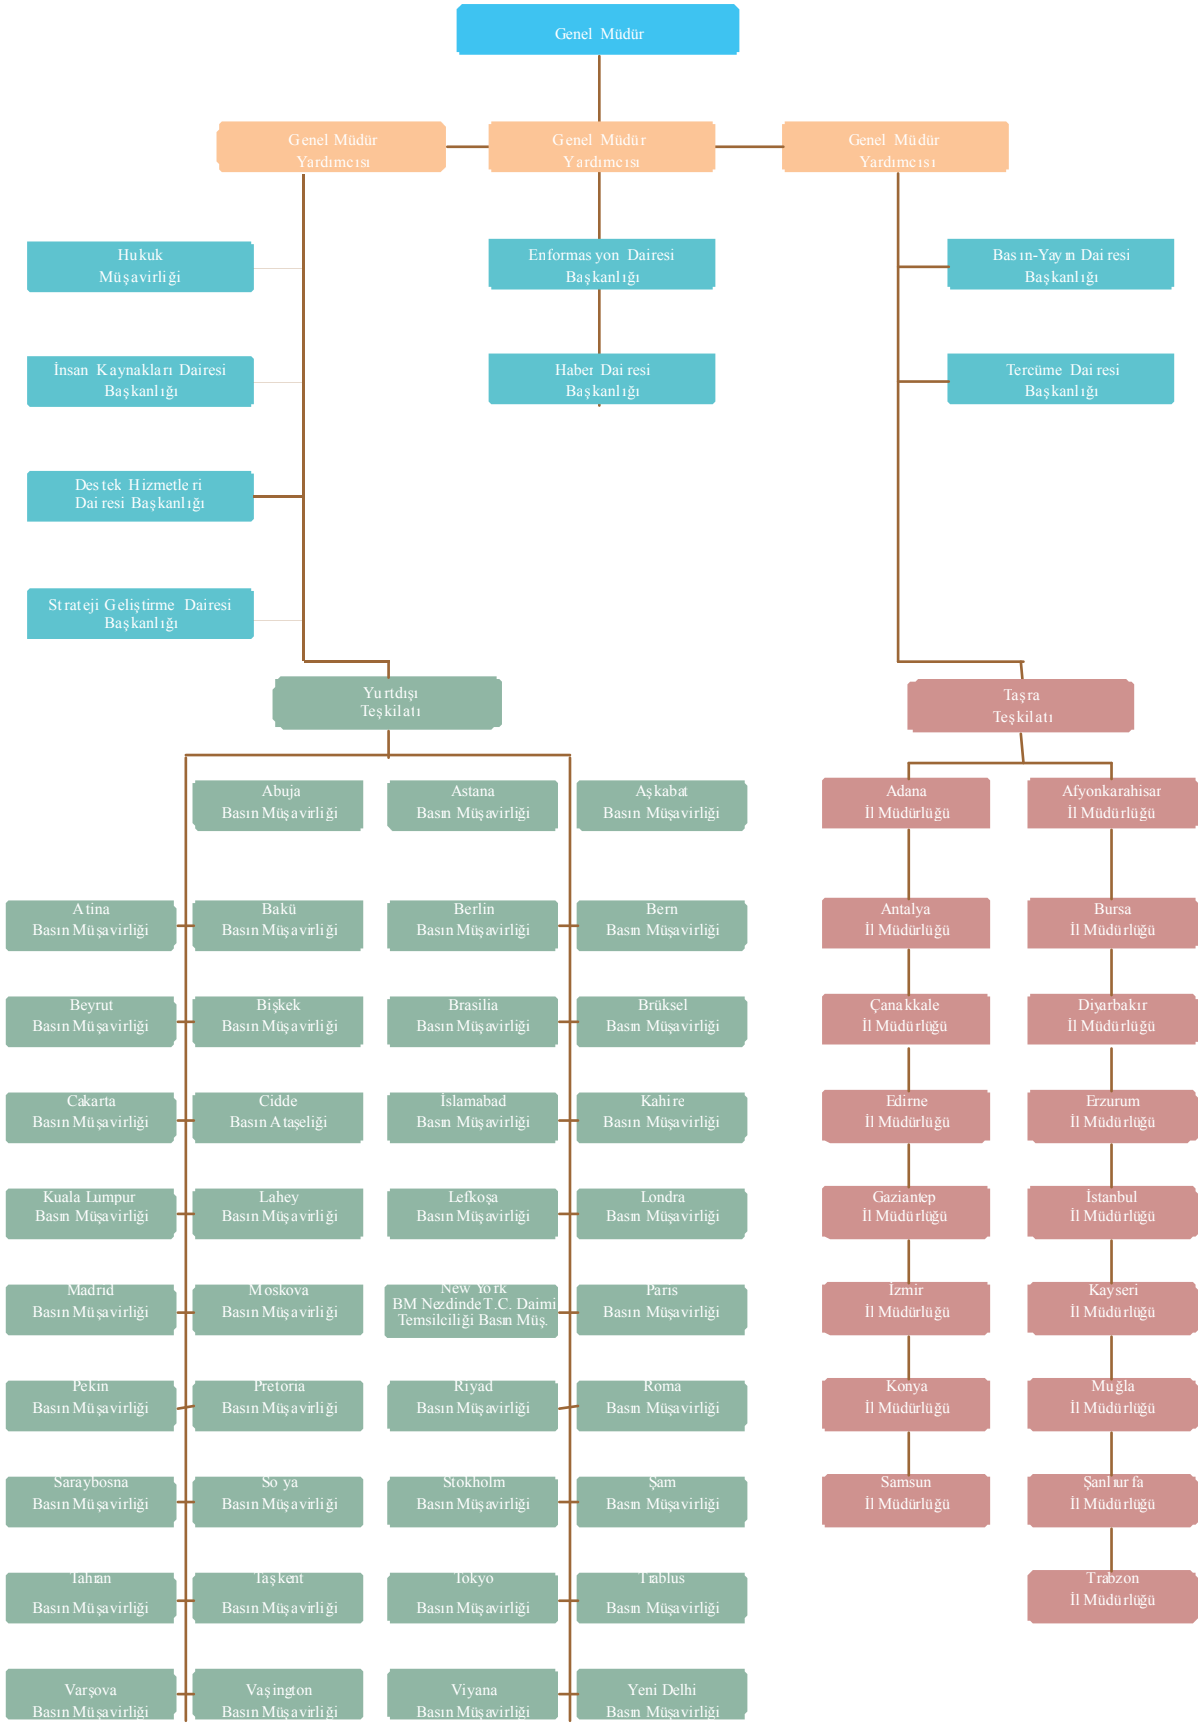 Genel Müdür
Genel Müdür
Yardımcısı
Genel Müdür
Yardımcısı
Genel Müdür
Yardımcısı
Hukuk
Müşavirliği
Enformasyon Dairesi
Başkanlığı
Basın-Yayın Dairesi
Başkanlığı
İnsan Kaynakları Dairesi
Başkanlığı
Haber Dairesi
Başkanlığı
Tercüme Dairesi
Başkanlığı
Destek Hizmetleri
Dairesi Başkanlığı
Strateji Geliştirme Dairesi
Başkanlığı
Yurtdışı
Teşkilatı
Taşra
Teşkilatı
Abuja
Basın Müşavirliği
Astana
Basın Müşavirliği
Aşkabat
Basın Müşavirliği
Adana
İl Müdürlüğü
Afyonkarahisar
İl Müdürlüğü
Atina
Basın Müşavirliği
Bakü
Basın Müşavirliği
Berlin
Basın Müşavirliği
Bern
Basın Müşavirliği
Antalya
İl Müdürlüğü
Bursa
İl Müdürlüğü
Beyrut
Basın Müşavirliği
Bişkek
Basın Müşavirliği
Brasilia
Basın Müşavirliği
Brüksel
Basın Müşavirliği
Çanakkale
İl Müdürlüğü
Diyarbakır
İl Müdürlüğü
Cakarta
Basın Müşavirliği
Cidde
Basın Ataşeliği
İslamabad
Basın Müşavirliği
Kahire
Basın Müşavirliği
Edirne
İl Müdürlüğü
Erzurum
İl Müdürlüğü
Kuala Lumpur
Basın Müşavirliği
Lahey
Basın Müşavirliği
Lefkoşa
Basın Müşavirliği
Londra
Basın Müşavirliği
Gaziantep
İl Müdürlüğü
İstanbul
İl Müdürlüğü
Madrid
Basın Müşavirliği
Moskova
Basın Müşavirliği
New York
BM Nezdinde T.C. Daimi
Temsilciliği Basın Müş.
Paris
Basın Müşavirliği
İzmir
İl Müdürlüğü
Kayseri
İl Müdürlüğü
Pekin
Basın Müşavirliği
Pretoria
Basın Müşavirliği
Riyad
Basın Müşavirliği
Roma
Basın Müşavirliği
Konya
İl Müdürlüğü
Muğla
İl Müdürlüğü
Saraybosna
Basın Müşavirliği
So ya
Basın Müşavirliği
Stokholm
Basın Müşavirliği
Şam
Basın Müşavirliği
Samsun
İl Müdürlüğü
Şanlıurfa
İl Müdürlüğü
Tahran
Basın Müşavirliği
Taşkent
Basın Müşavirliği
Tokyo
Basın Müşavirliği
Trablus
Basın Müşavirliği
Trabzon
İl Müdürlüğü
Varşova
Basın Müşavirliği
Vaşington
Basın Müşavirliği
Viyana
Basın Müşavirliği
Yeni Delhi
Basın Müşavirliği